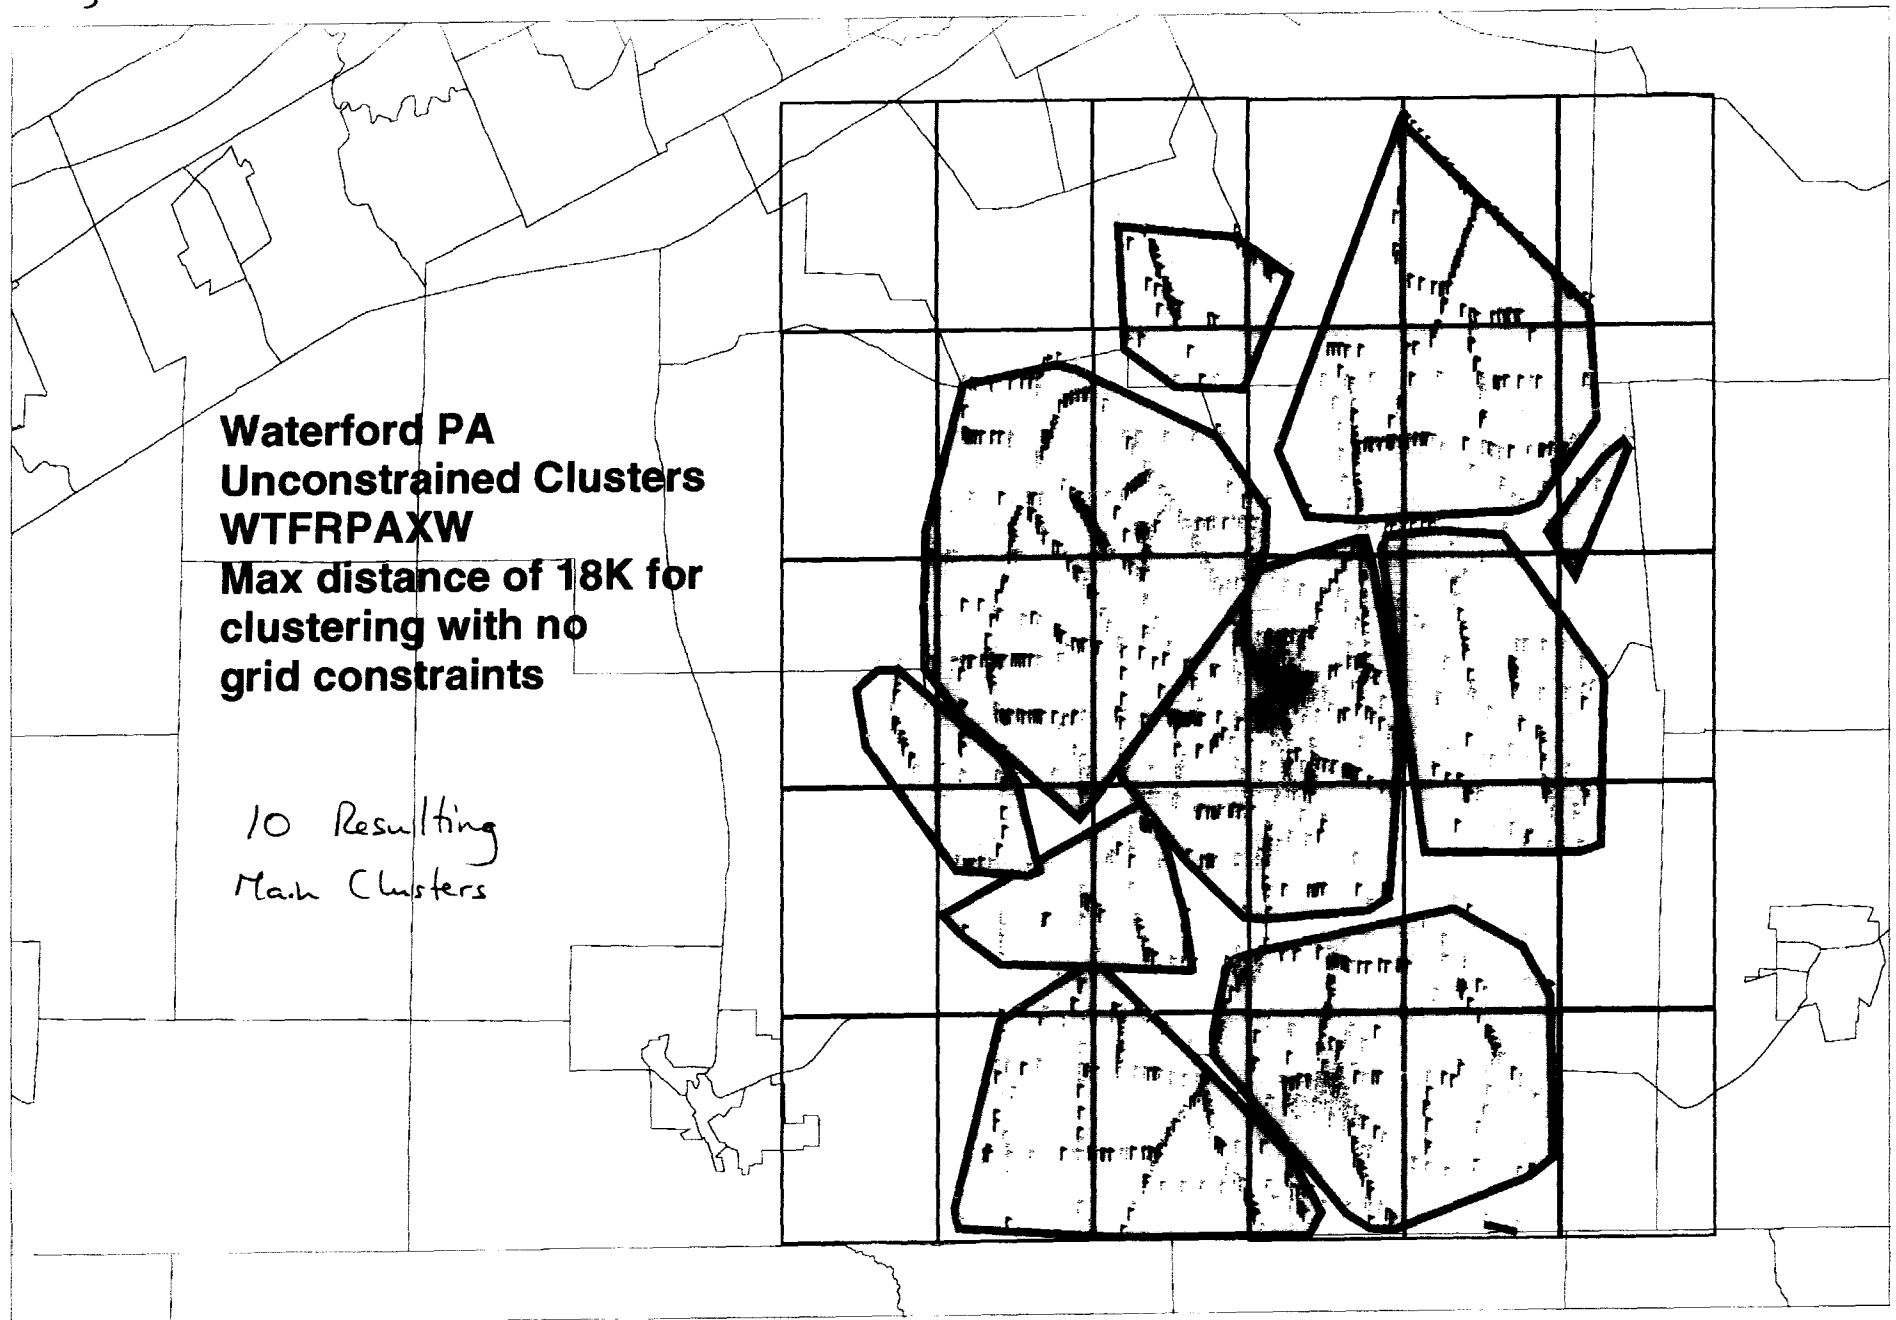 Waterford PA
Unconstrained Clusters
WTFRPAXW
Max distance of 18K for
clustering with no
grid constraints
10 Resulting
Main Clusters